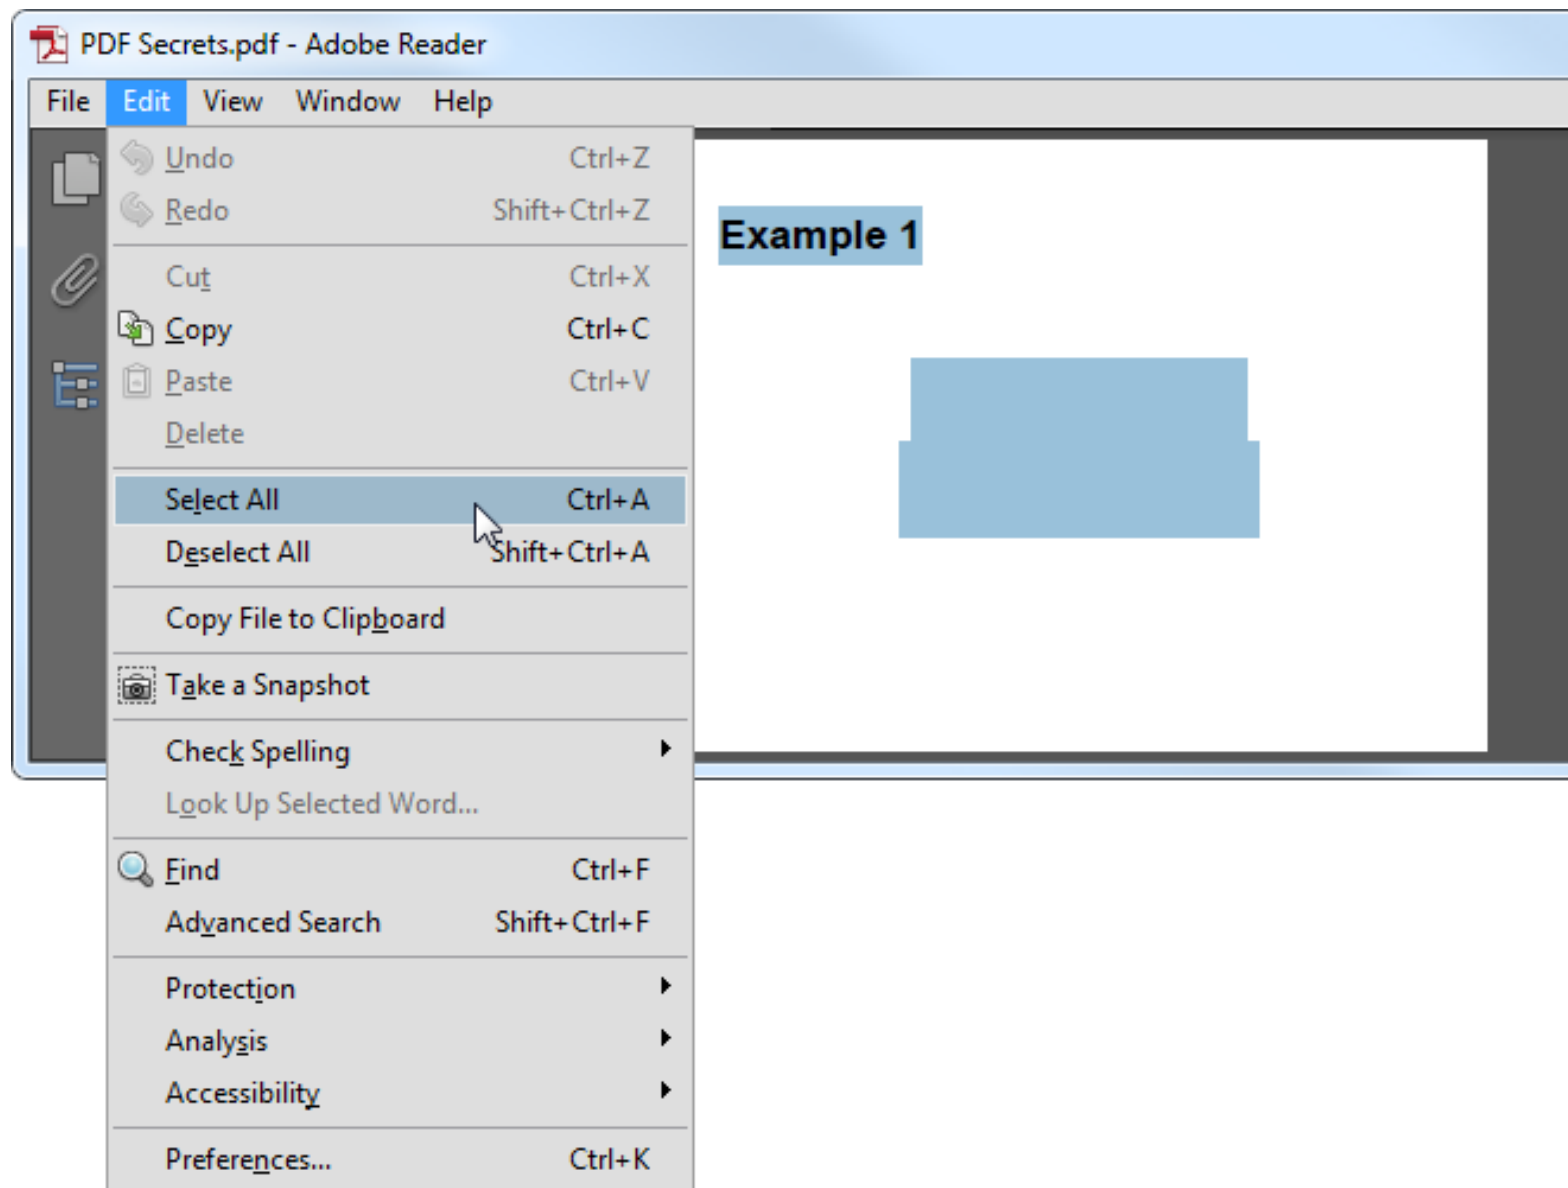 PDF Secrets.pdf - Adobe Reader
File Edit View Window Help
Undo Ctrl+Z
Redo Shift+Ctrl+Z
Cut Ctrl+X
Copy Ctrl+C
Paste Ctrl+V
Delete
Select All Ctrl+A
Deselect All Shift+Ctrl+A
Copy File to Clipboard
Take a Snapshot
Check Spelling
Look Up Selected Word...
Find Ctrl+F
Advanced Search Shift+Ctrl+F
Protection
Analysis
Accessibility
Preferences... Ctrl+K
Example 1